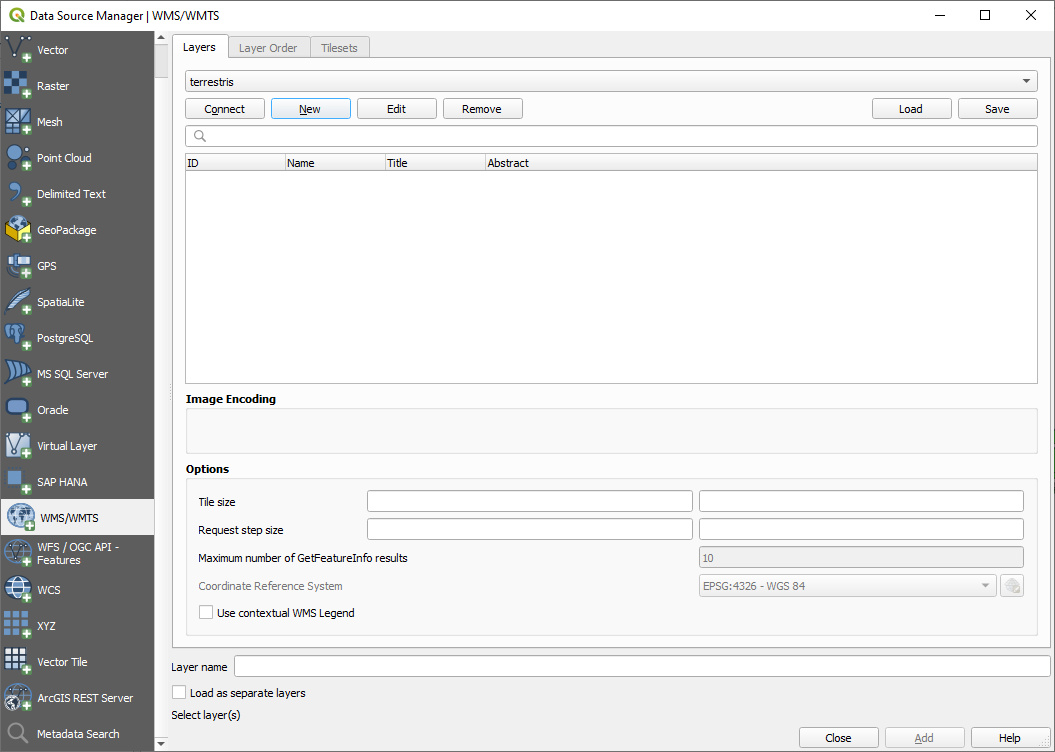 Data Source Manager | WMS/WMTS
Vector
Raster
Mesh
Point Cloud
Delimited Text
GeoPackage
GPS
SpatiaLite
PostgreSQL
MS SQL Server
Oracle
Virtual Layer
SAP HANA
WMS/WMTS
WFS / OGC API -
Features
WCS
XYZ
Vector Tile
ArcGIS REST Server
Metadata Search
Layers Layer Order Tilesets
terrestris
Connect New Edit Remove Load Save
ID Name Title Abstract
Image Encoding
Options
Tile size
Request step size
Maximum number of GetFeatureInfo results 10
Coordinate Reference System EPSG:4326 - WGS 84
Use contextual WMS Legend
Layer name
Load as separate layers
Select layer(s)
Close Add Help